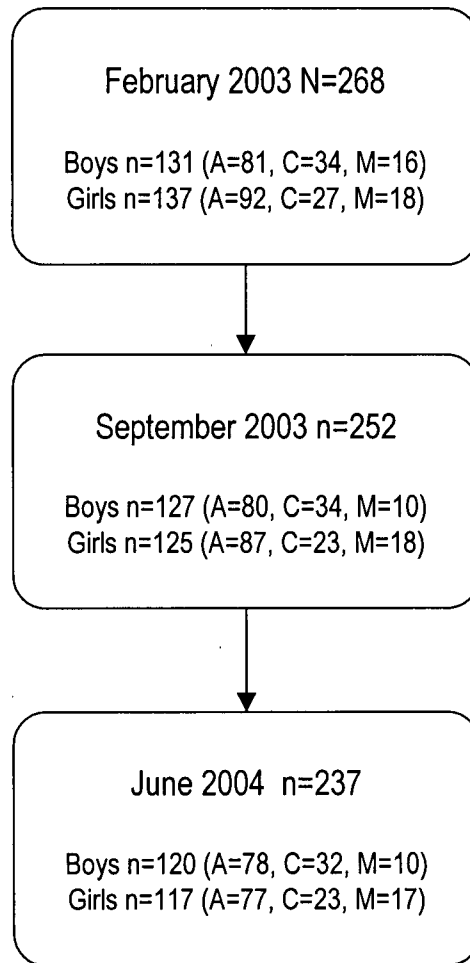 February 2003 N=268
Boys n=131 (A=81, C=34, M=16)
Girls n=137 (A=92, C=27, M=18)
September 2003 n=252
Boys n=127 (A=80, C=34, M=10)
Girls n=125 (A=87, C=23, M=18)
June 2004 n=237
Boys n=120 (A=78, C=32, M=10)
Girls n=117 (A=77, C=23, M=17)